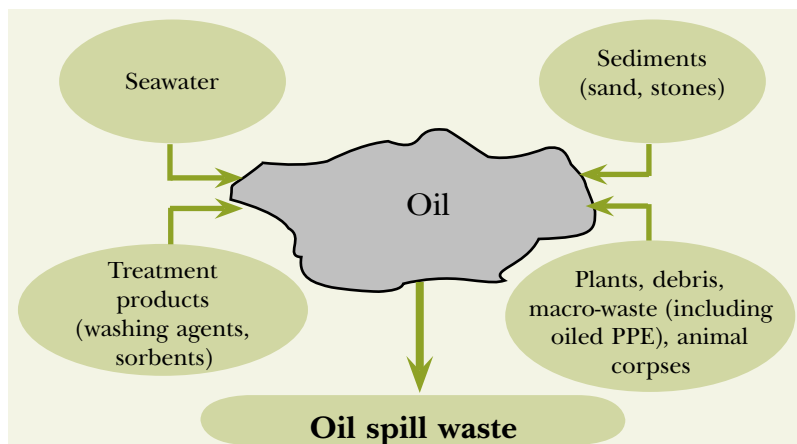 Seawater
Sediments
(sand, stones)
Oil
Treatment
products
(washing agents,
sorbents)
Plants, debris,
macro-waste (including
oiled PPE), animal
corpses
Oil spill waste